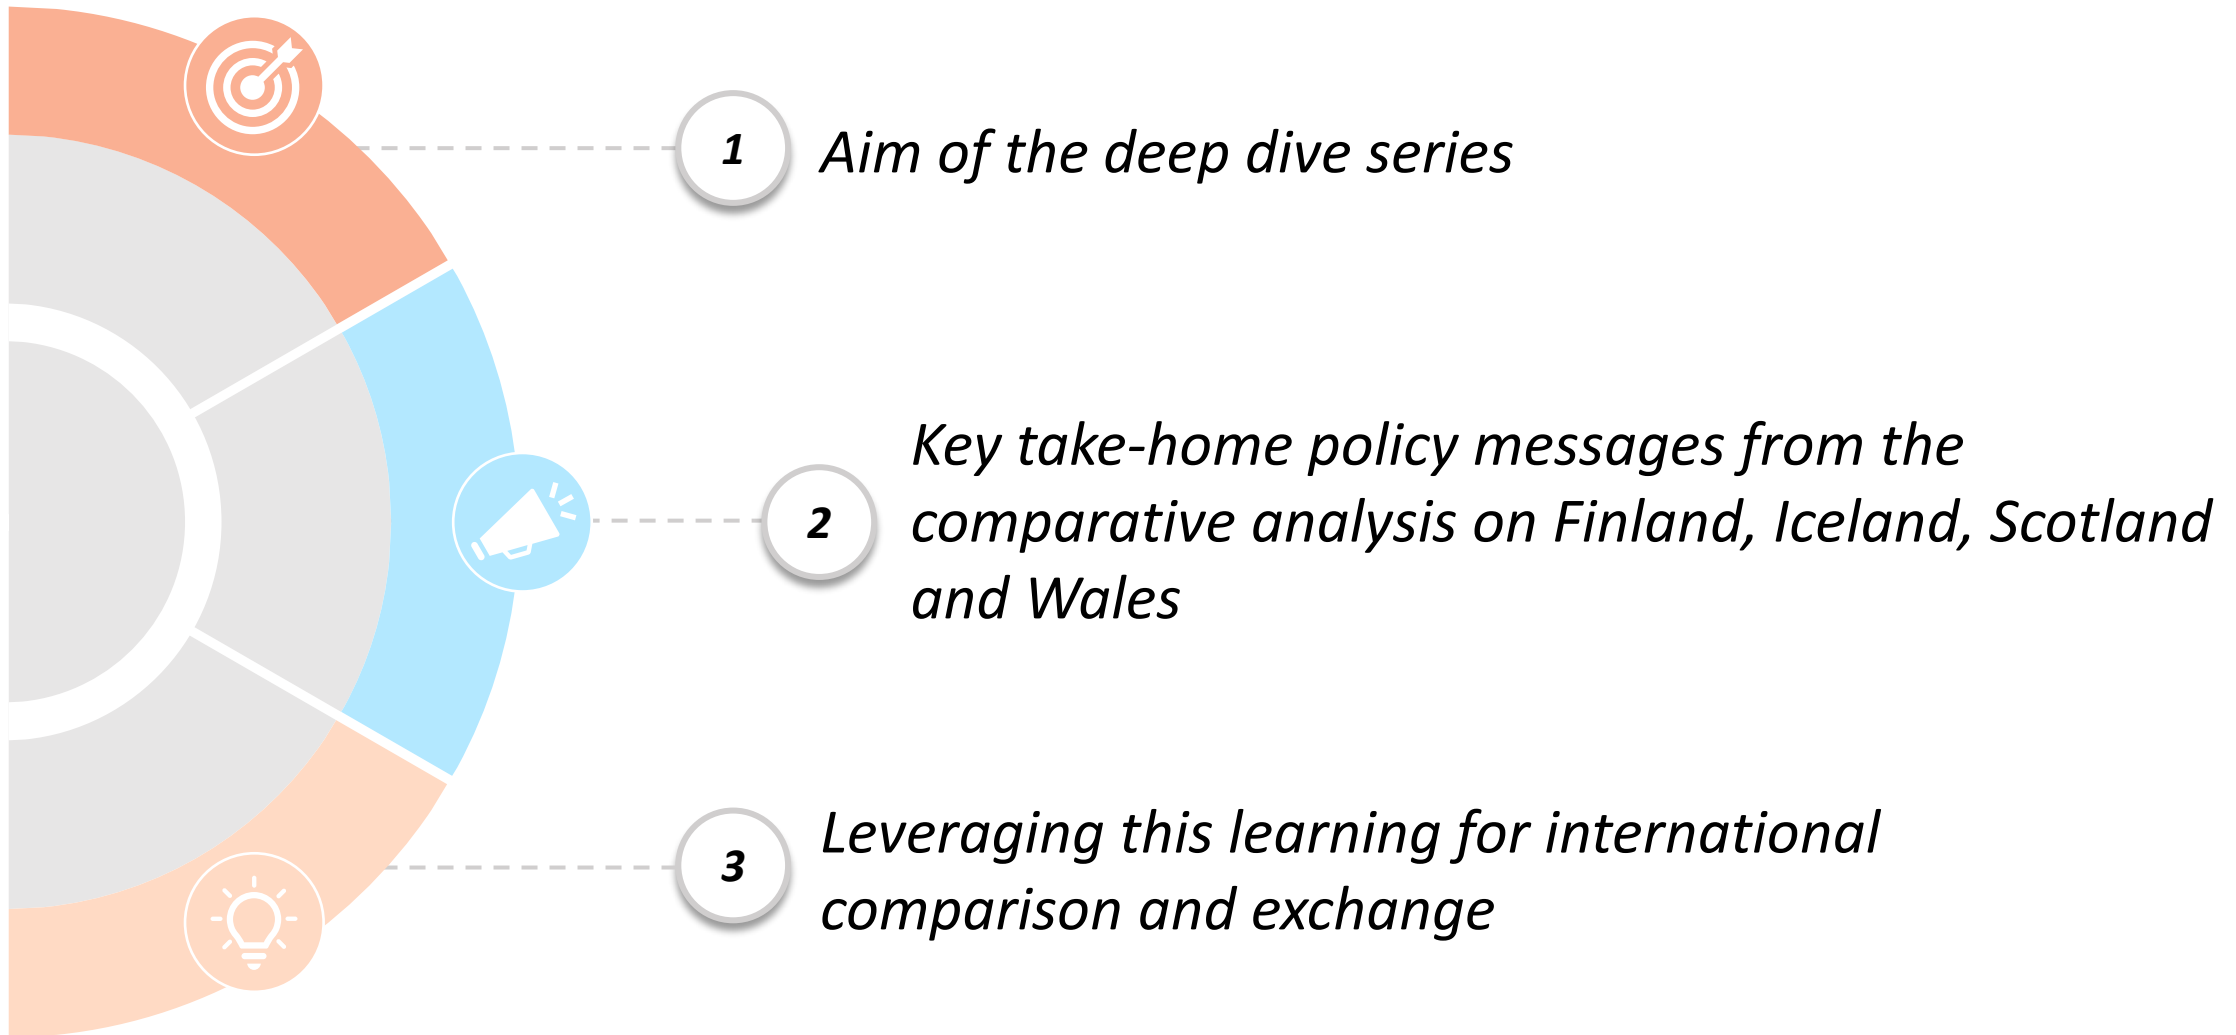 1
Aim of the deep dive series
2
Key take-home policy messages from the
comparative analysis on Finland, Iceland, Scotland
and Wales
3
Leveraging this learning for international
comparison and exchange